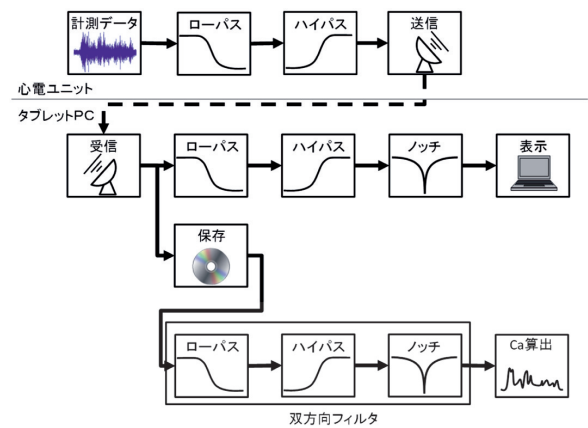 計測データ
ローパス
ハイパス
送信
心電ユニット
タブレットPC
受信
ローパス
ハイパス
ノッチ
表示
保存
ローパス
ハイパス
ノッチ
Ca算出
双方向フィルタ